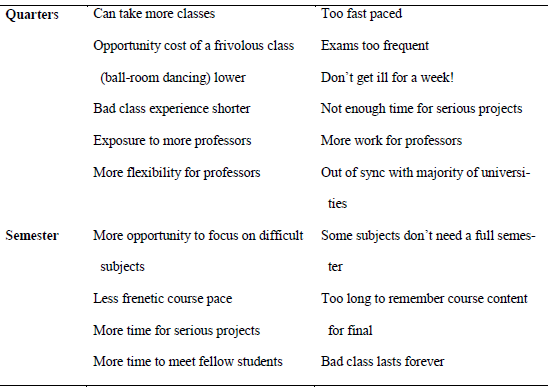 Quarters Can take more classes Too fast paced
Opportunity cost of a frivolous class Exams too frequent
(ball-room dancing) lower Don’t get ill for a week!
Bad class experience shorter Not enough time for serious projects
Exposure to more professors More work for professors
More flexibility for professors Out of sync with majority of universi-
ties
Semester More opportunity to focus on difficult Some subjects don’t need a full semes-
subjects ter
Less frenetic course pace Too long to remember course content
More time for serious projects for final
More time to meet fellow students Bad class lasts forever